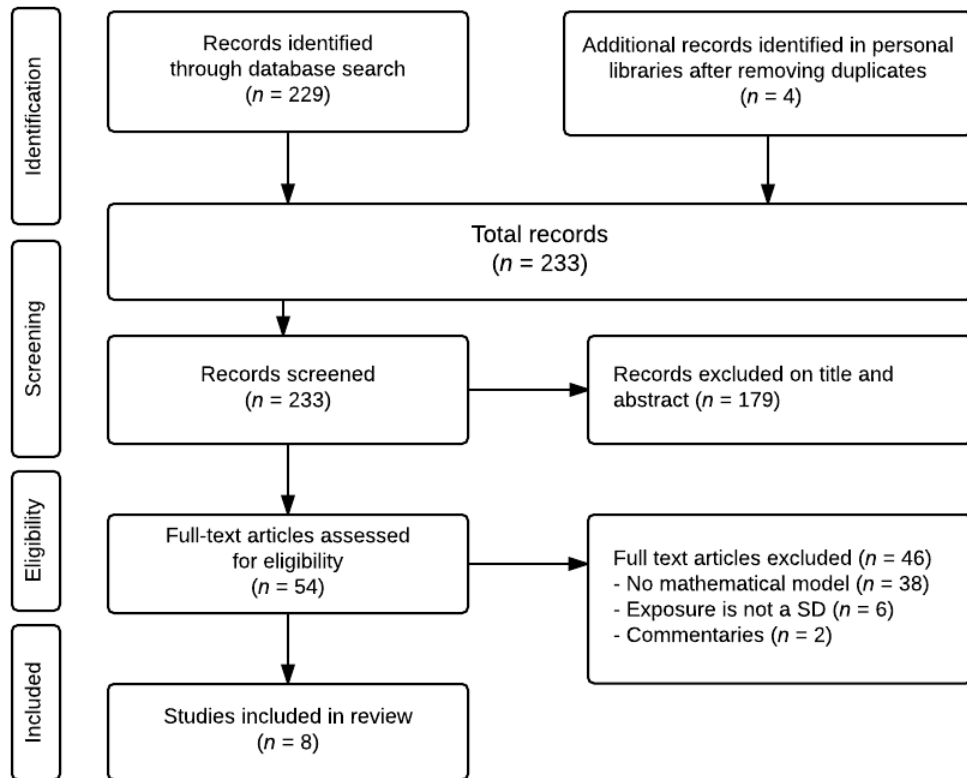 Identification
Records identified
through database search
(n = 229)
Additional records identified in personal
libraries after removing duplicates
(n = 4)
Total records
(n = 233)
Screening
Records screened
(n = 233)
Records excluded on title and
abstract (n = 179)
Eligibility
Full-text articles assessed
for eligibility
(n = 54)
Full text articles excluded (n = 46)
- No mathematical model (n = 38)
- Exposure is not a SD (n = 6)
- Commentaries (n = 2)
Included
Studies included in review
(n = 8)